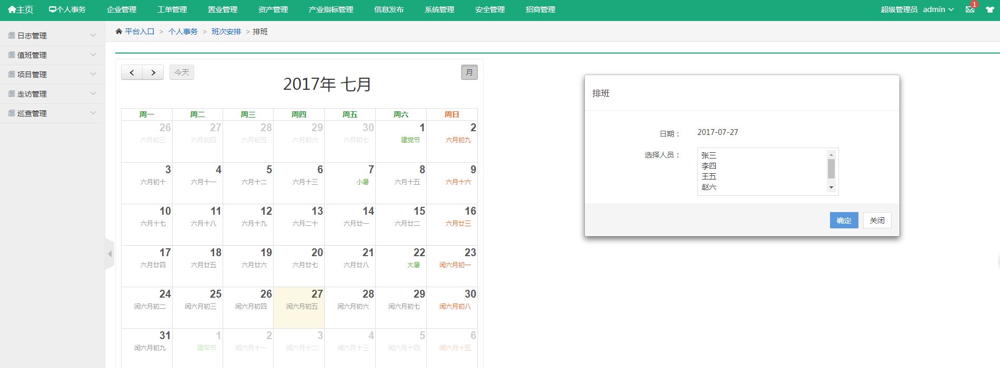 主页 个人事务 企业管理 工单管理 置业管理 资产管理 产业指标管理 信息发布 系统管理 安全管理 招商管理 超级管理员 admin 1
日志管理
值班管理
项目管理
走访管理
巡查管理
平台入口 > 个人事务 > 班次安排 > 排班
今天 月
2017年 七月
周一 周二 周三 周四 周五 周六 周日
26 27 28 29 30 1 2
六月初三 六月初四 六月初五 六月初六 六月初七 建党节 六月初九
3 4 5 6 7 8 9
六月初十 六月十一 六月十二 六月十三 小暑 六月十五 六月十六
10 11 12 13 14 15 16
六月十七 六月十八 六月十九 六月二十 六月廿一 六月廿二 六月廿三
17 18 19 20 21 22 23
六月廿四 六月廿五 六月廿六 六月廿七 六月廿八 大暑 闰六月初一
24 25 26 27 28 29 30
闰六月初二 闰六月初三 闰六月初四 闰六月初五 闰六月初六 闰六月初七 闰六月初八
31 1 2 3 4 5 6
闰六月初九 建军节 闰六月十一 闰六月十二 闰六月十三 闰六月十四 闰六月十五
排班
日期： 2017-07-27
选择人员： 张三
李四
王五
赵六
确定 关闭